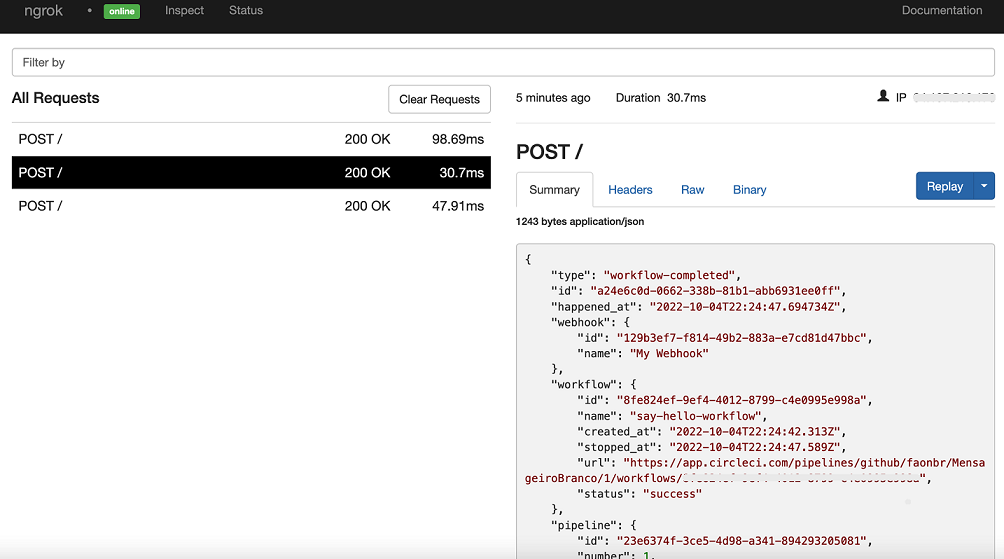 ngrok • online Inspect Status Documentation
Filter by
All Requests Clear Requests
POST / 200 OK 98.69ms
POST / 200 OK 30.7ms
POST / 200 OK 47.91ms
5 minutes ago Duration 30.7ms IP
POST /
Summary Headers Raw Binary Replay
1243 bytes application/json
{
"type": "workflow-completed",
"id": "a24e6c0d-0662-338b-81b1-abb6931ee0ff",
"happened_at": "2022-10-04T22:24:47.694734Z",
"webhook": {
"id": "129b3ef7-f814-49b2-883a-e7cd81d47bbc",
"name": "My Webhook"
},
"workflow": {
"id": "8fe824ef-9ef4-4012-8799-c4e0995e998a",
"name": "say-hello-workflow",
"created_at": "2022-10-04T22:24:42.313Z",
"stopped_at": "2022-10-04T22:24:47.589Z",
"url": "https://app.circleci.com/pipelines/github/faonbr/Mensa
geiroBranco/1/workflows/
"status": "success"
},
"pipeline": {
"id": "23e6374f-3ce5-4d98-a341-894293205081",
"number": 1,